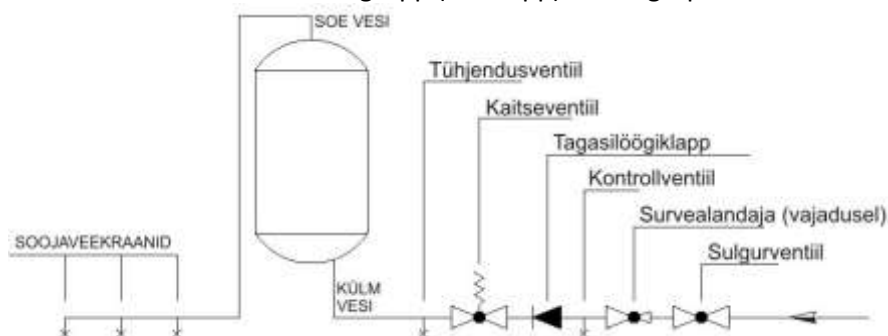 SOE VESI
Tühjendusventiil
Kaitseventiil
Tagasilöögiklapp
Kontrollventiil
Survealandaja (vajadusel)
Sulgurventiil
SOOJAVEEKRAANID
KÜLM
VESI